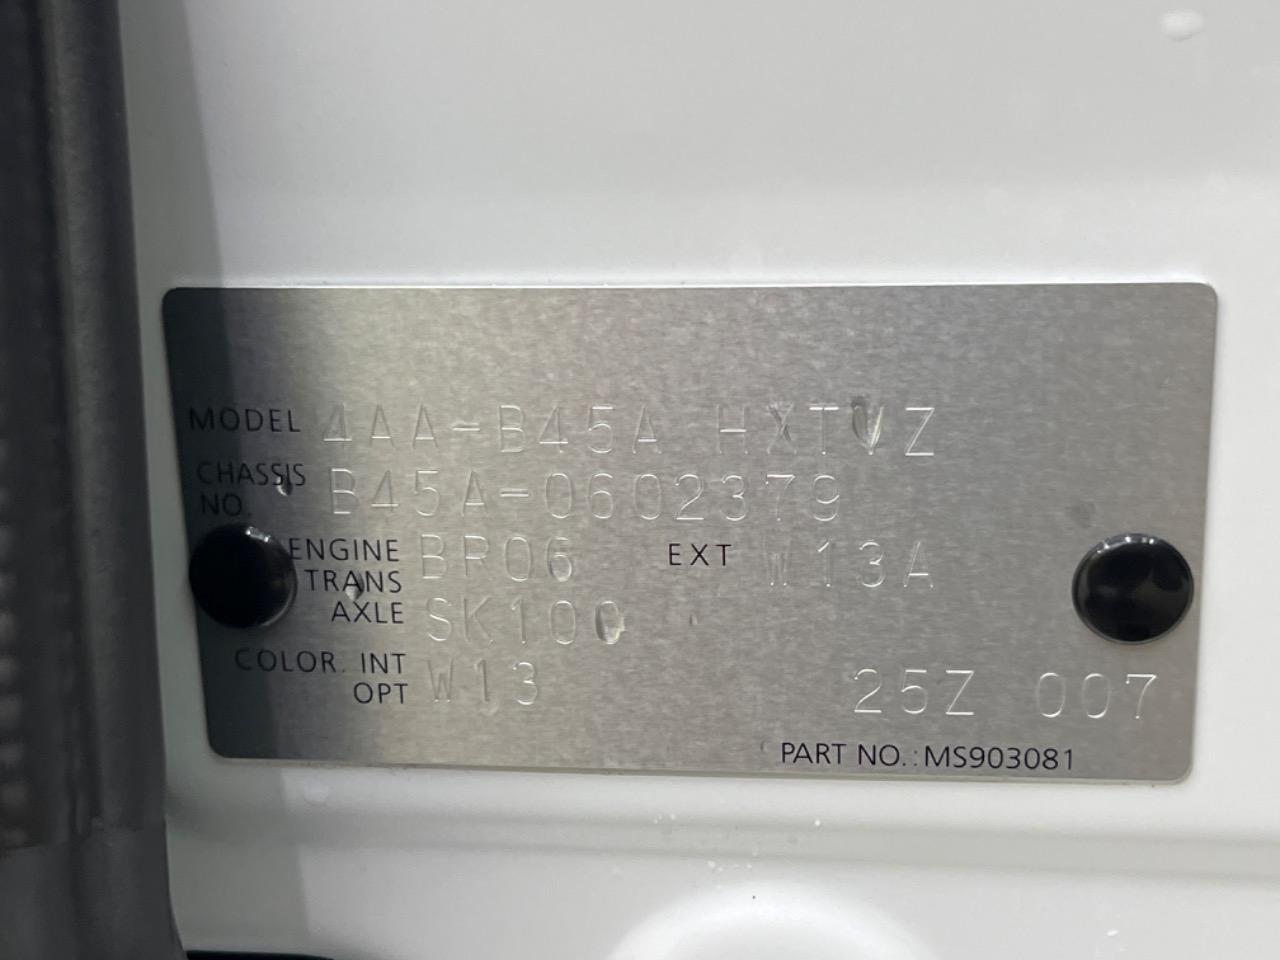 MODEL 4AA-B45A HXTVZ
CHASSIS NO. B45A-0602379
ENGINE BR06 EXT W13A
TRANS AXLE SK100
COLOR. INT OPT W13 25Z 007
PART NO.:MS903081